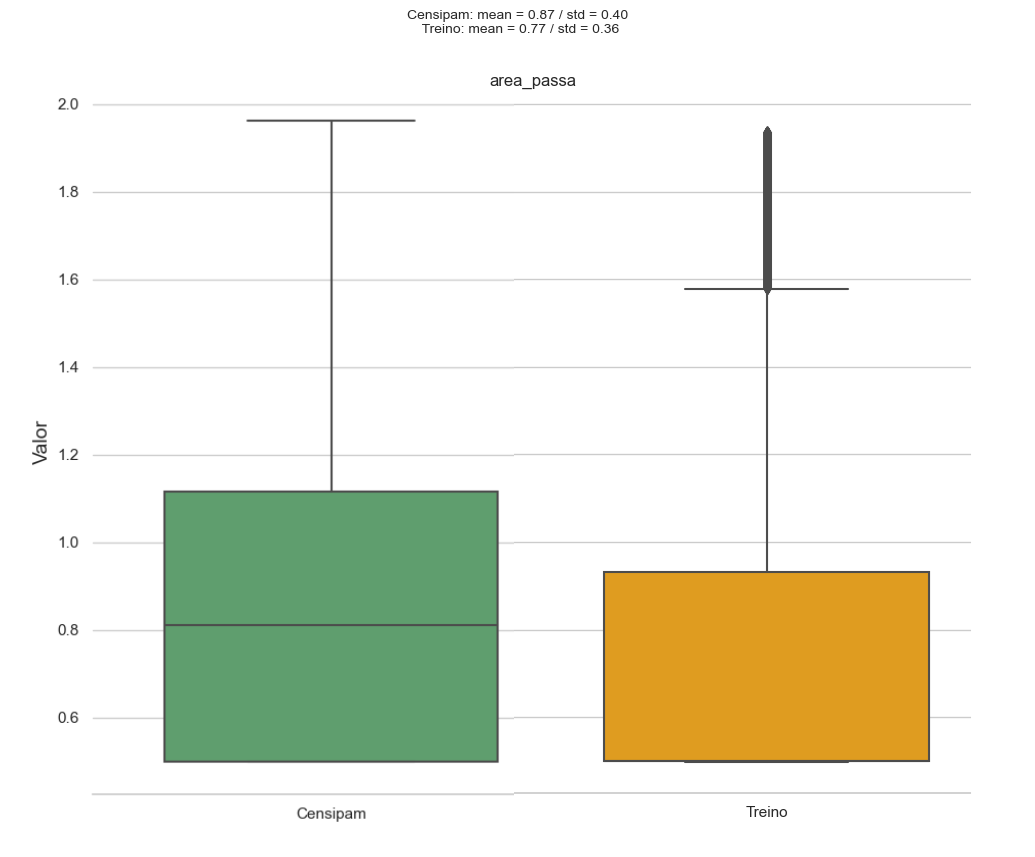 Censipam: mean = 0.87 / std = 0.40
Treino: mean = 0.77 / std = 0.36
area_passa
2.0
1.8
1.6
1.4
1.2
1.0
0.8
0.6
Valor
Censipam
Treino